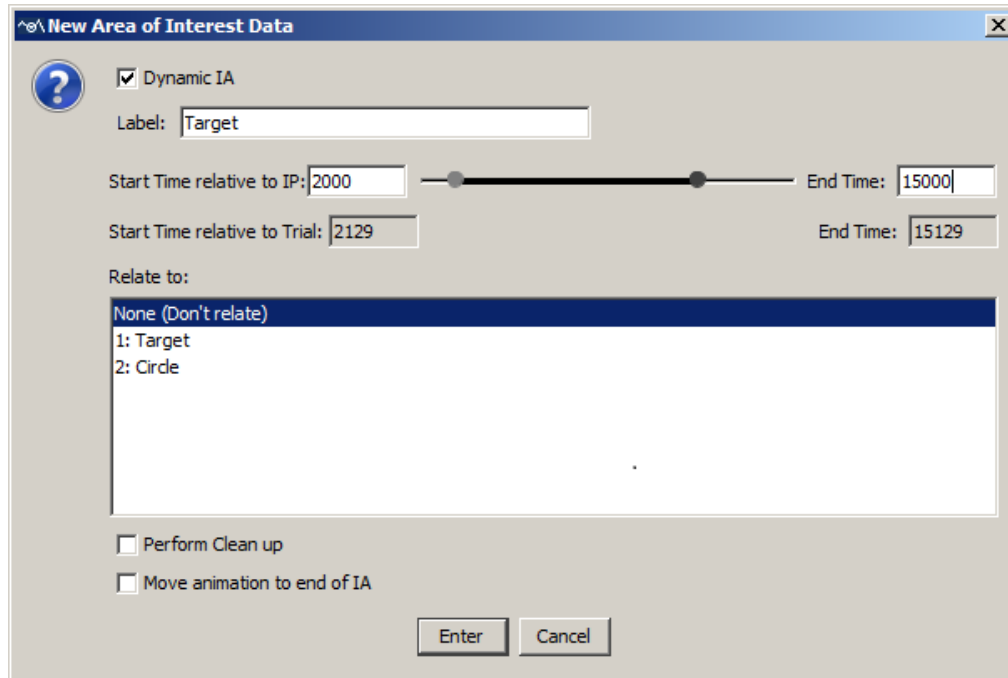 New Area of Interest Data
Dynamic IA
Label: Target
Start Time relative to IP: 2000 End Time: 15000
Start Time relative to Trial: 2129 End Time: 15129
Relate to:
None (Don't relate)
1: Target
2: Circle
Perform Clean up
Move animation to end of IA
Enter Cancel